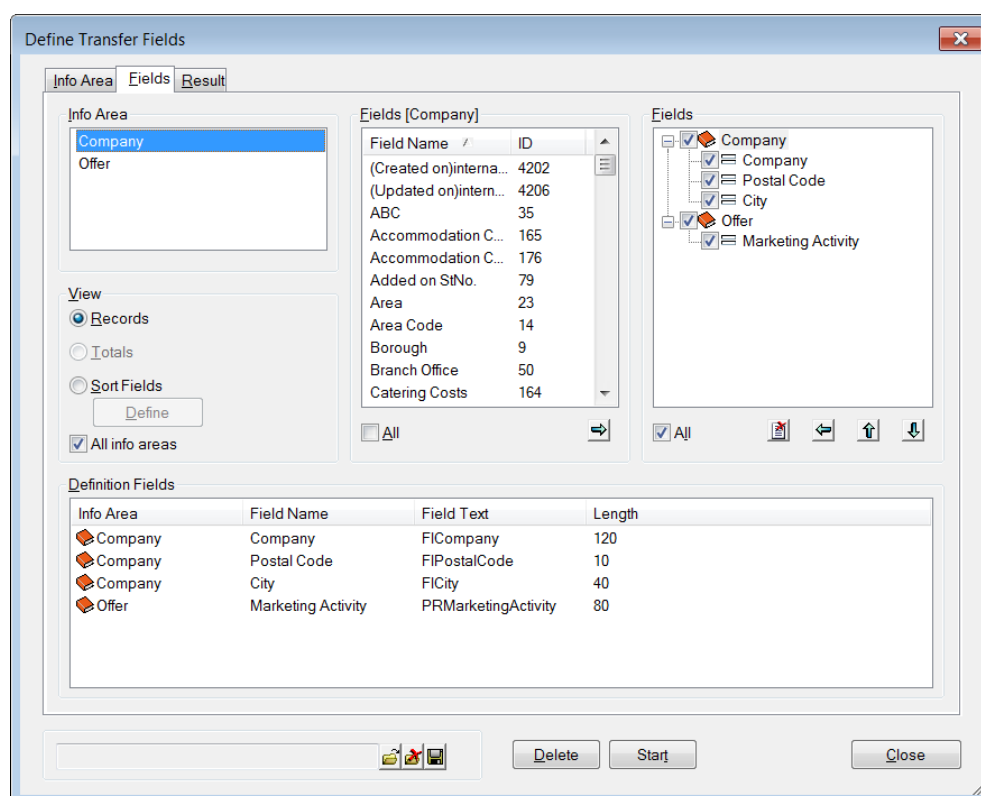 Define Transfer Fields
Info Area Fields Result
Info Area
Company
Offer
View
Records
Totals
Sort Fields
Define
All info areas
Fields [Company]
Field Name ID
(Created on)interna... 4202
(Updated on)intern... 4206
ABC 35
Accommodation C... 165
Accommodation C... 176
Added on StNo. 79
Area 23
Area Code 14
Borough 9
Branch Office 50
Catering Costs 164
All
Fields
Company
Company
Postal Code
City
Offer
Marketing Activity
All
Definition Fields
Info Area Field Name Field Text Length
Company Company FICompany 120
Company Postal Code FIPostalCode 10
Company City FICity 40
Offer Marketing Activity PRMarketingActivity 80
Delete Start Close